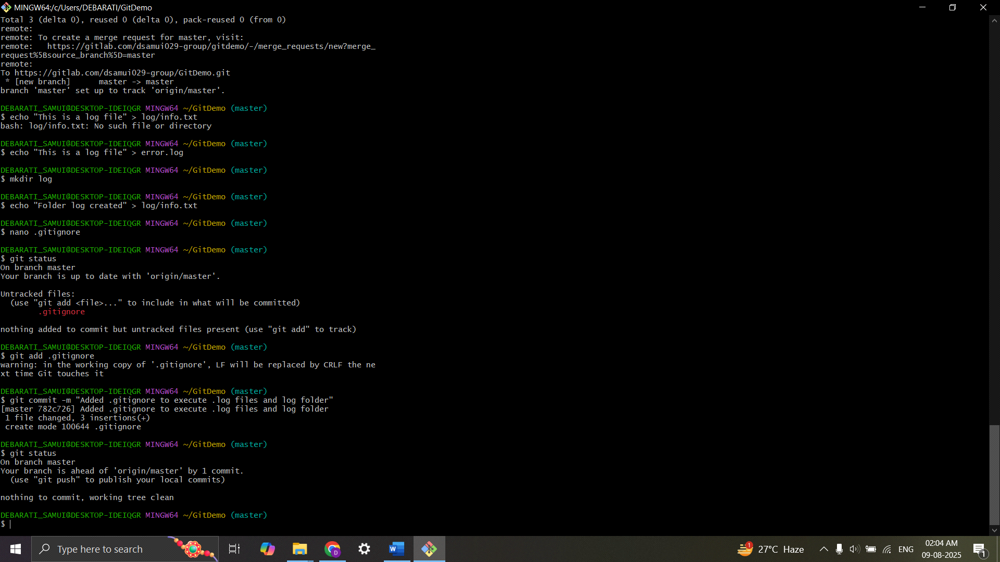 MINGW64:/c/Users/DEBARATI/GitDemo
Total 3 (delta 0), reused 0 (delta 0), pack-reused 0 (from 0)
remote:
remote: To create a merge request for master, visit:
remote:   https://gitlab.com/dsamui029-group/gitdemo/-/merge_requests/new?merge_
request%5Bsource_branch%5D=master
remote:
To https://gitlab.com/dsamui029-group/GitDemo.git
 * [new branch]      master -> master
branch 'master' set up to track 'origin/master'.
DEBARATI_SAMUI@DESKTOP-IDEIQGR MINGW64 ~/GitDemo (master)
$ echo "This is a log file" > log/info.txt
bash: log/info.txt: No such file or directory
DEBARATI_SAMUI@DESKTOP-IDEIQGR MINGW64 ~/GitDemo (master)
$ echo "This is a log file" > error.log
DEBARATI_SAMUI@DESKTOP-IDEIQGR MINGW64 ~/GitDemo (master)
$ mkdir log
DEBARATI_SAMUI@DESKTOP-IDEIQGR MINGW64 ~/GitDemo (master)
$ echo "Folder log created" > log/info.txt
DEBARATI_SAMUI@DESKTOP-IDEIQGR MINGW64 ~/GitDemo (master)
$ nano .gitignore
DEBARATI_SAMUI@DESKTOP-IDEIQGR MINGW64 ~/GitDemo (master)
$ git status
On branch master
Your branch is up to date with 'origin/master'.
Untracked files:
  (use "git add <file>..." to include in what will be committed)
        .gitignore
nothing added to commit but untracked files present (use "git add" to track)
DEBARATI_SAMUI@DESKTOP-IDEIQGR MINGW64 ~/GitDemo (master)
$ git add .gitignore
warning: in the working copy of '.gitignore', LF will be replaced by CRLF the ne
xt time Git touches it
DEBARATI_SAMUI@DESKTOP-IDEIQGR MINGW64 ~/GitDemo (master)
$ git commit -m "Added .gitignore to execute .log files and log folder"
[master 782c726] Added .gitignore to execute .log files and log folder
 1 file changed, 3 insertions(+)
 create mode 100644 .gitignore
DEBARATI_SAMUI@DESKTOP-IDEIQGR MINGW64 ~/GitDemo (master)
$ git status
On branch master
Your branch is ahead of 'origin/master' by 1 commit.
  (use "git push" to publish your local commits)
nothing to commit, working tree clean
DEBARATI_SAMUI@DESKTOP-IDEIQGR MINGW64 ~/GitDemo (master)
$
Type here to search
D
W
1
27°C Haze
ENG
02:04 AM
09-08-2025
1